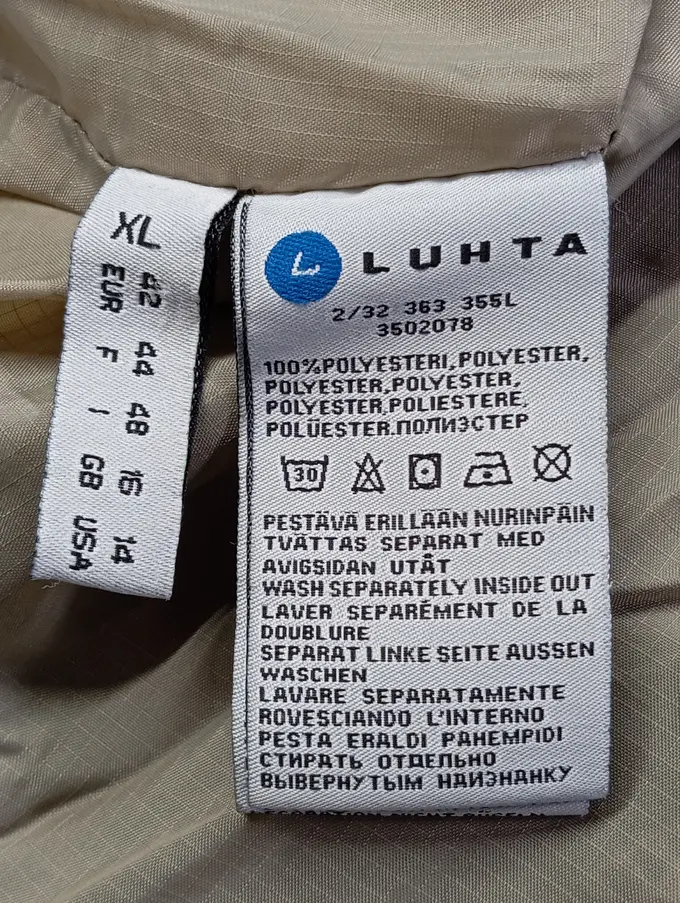 XL
42 44 48 16 14
EUR F I GB USA
L LUHTA
2/32 363 355L
3502078
100%POLYESTERI,POLYESTER,
POLYESTER,POLYESTER,
POLYESTER.POLIESTERE,
POLÜESTER.ПОЛИЭСТЕР
30
PESTÄVÄ ERILLÄÄN NURINPÄIN
TVÄTTAS SEPARAT MED
AVIGSIDAN UTÅT
WASH SEPARATELY INSIDE OUT
LAVER SEPARÉMENT DE LA
DOUBLURE
SEPARAT LINKE SEITE AUSSEN
WASCHEN
LAVARE SEPARATAMENTE
ROVESCIANDO L'INTERNO
PESTA ERALDI PAHEMPIDI
СТИРАТЬ ОТДЕЛЬНО
ВЫВЕРНУТЫМ НАИЗНАНКУ